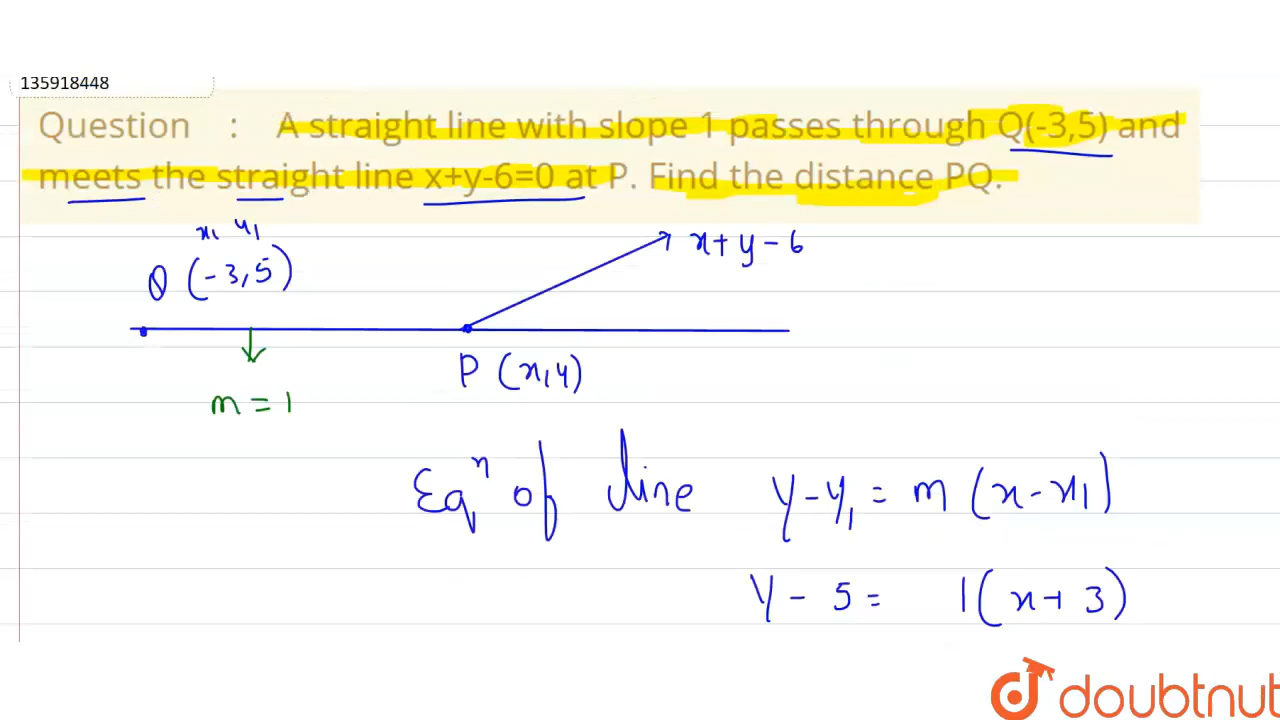 135918448
Question : A straight line with slope 1 passes through Q(-3,5) and
meets the straight line x+y-6=0 at P. Find the distance PQ.
x₁ y₁
Q (-3,5)
x+y-6
P (x,y)
m = 1
Eqⁿ of line y-y₁ = m(x-x₁)
y-5 = 1(x+3)
doubtnut